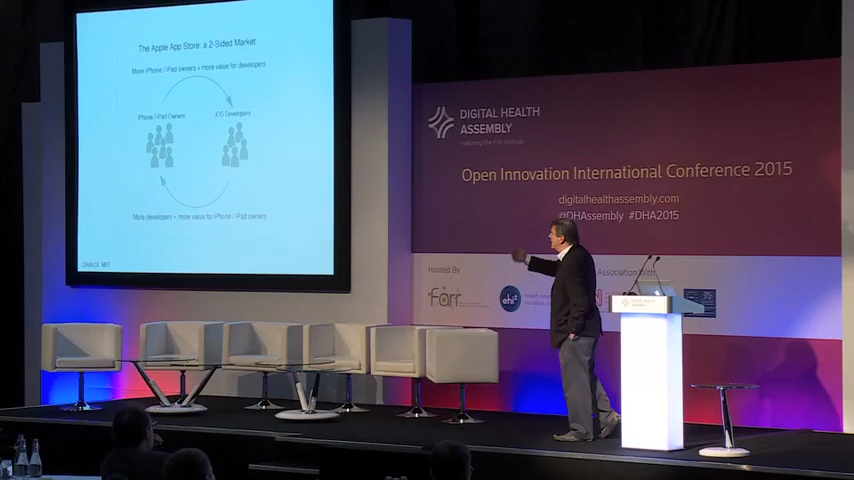 The Apple App Store: a 2-Sided Market
More iPhone / iPad owners = more value for developers
iPhone / iPad Owners
iOS Developers
More developers = more value for iPhone / iPad owners
DIGITAL HEALTH
ASSEMBLY
Featuring The Farr Institute
Open Innovation International Conference 2015
digitalhealthassembly.com
@DHAssembly #DHA2015
Hosted By
Association With
Farr
ehi2